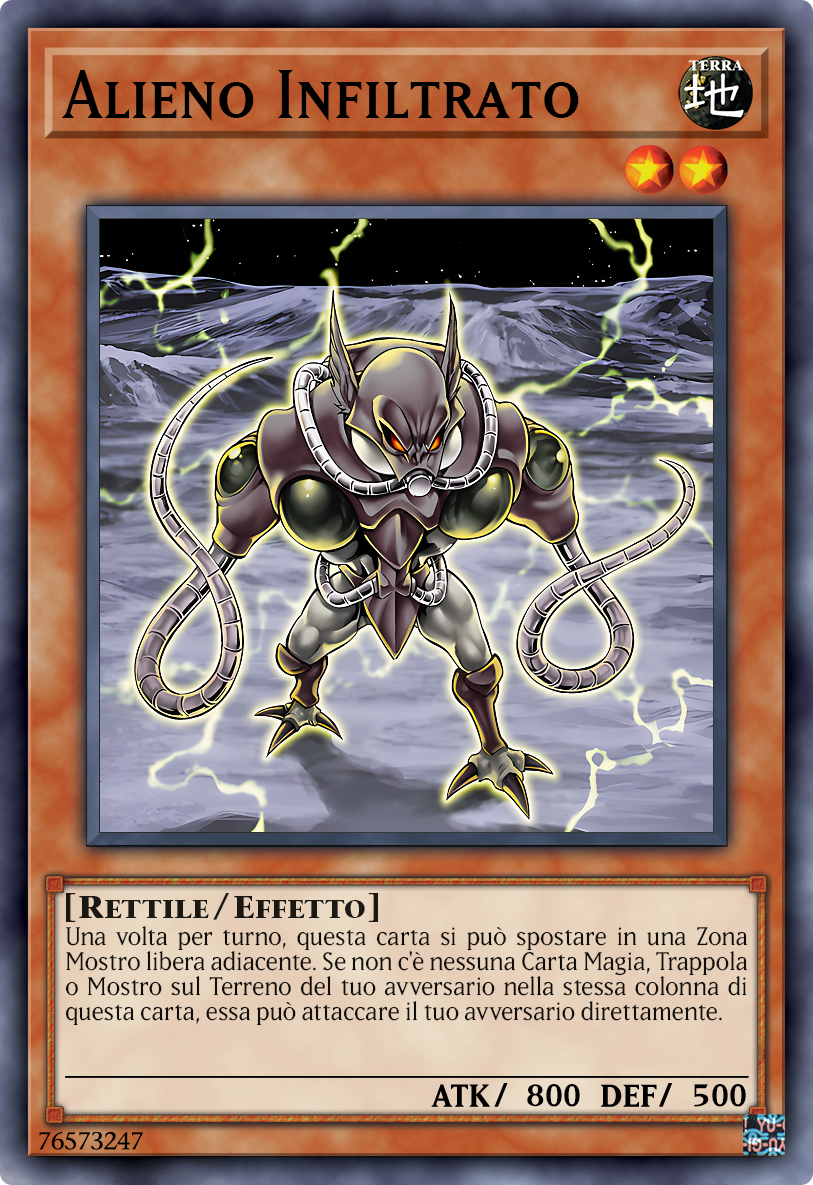 Alieno Infiltrato
TERRA
地
[Rettile/Effetto]
Una volta per turno, questa carta si può spostare in una Zona
Mostro libera adiacente. Se non c'è nessuna Carta Magia, Trappola
o Mostro sul Terreno del tuo avversario nella stessa colonna di
questa carta, essa può attaccare il tuo avversario direttamente.
ATK/ 800 DEF/ 500
76573247